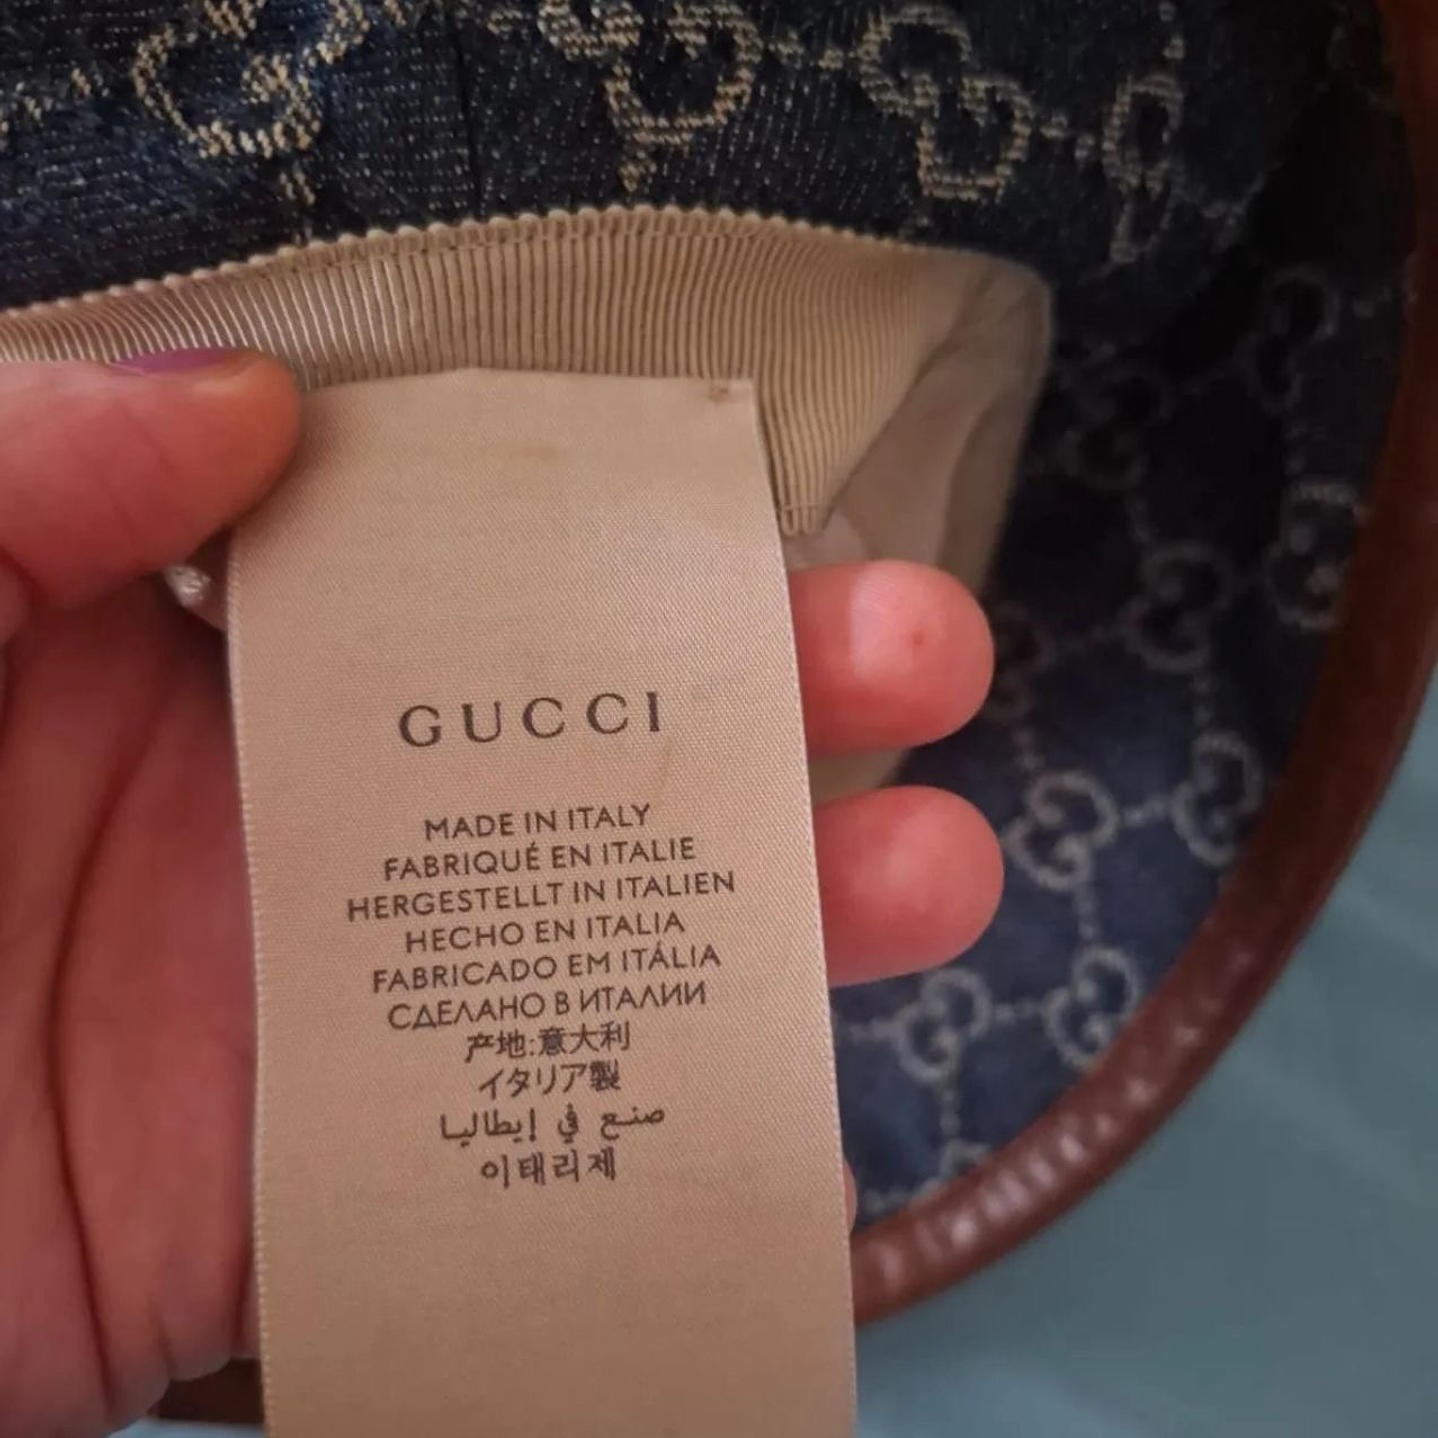 GUCCI
MADE IN ITALY
FABRIQUÉ EN ITALIE
HERGESTELLT IN ITALIEN
HECHO EN ITALIA
FABRICADO EM ITÁLIA
СДЕЛАНО В ИТАЛИИ
产地:意大利
イタリア製
صنع في إيطاليا
이태리제